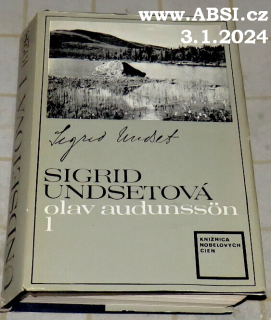 www.ABSI.cz
3.1.2024
Sigrid Undset
SIGRID
UNDSETOVÁ
olav audunssön
1
KNIŽNICA
NOBELOVÝCH
CIEN